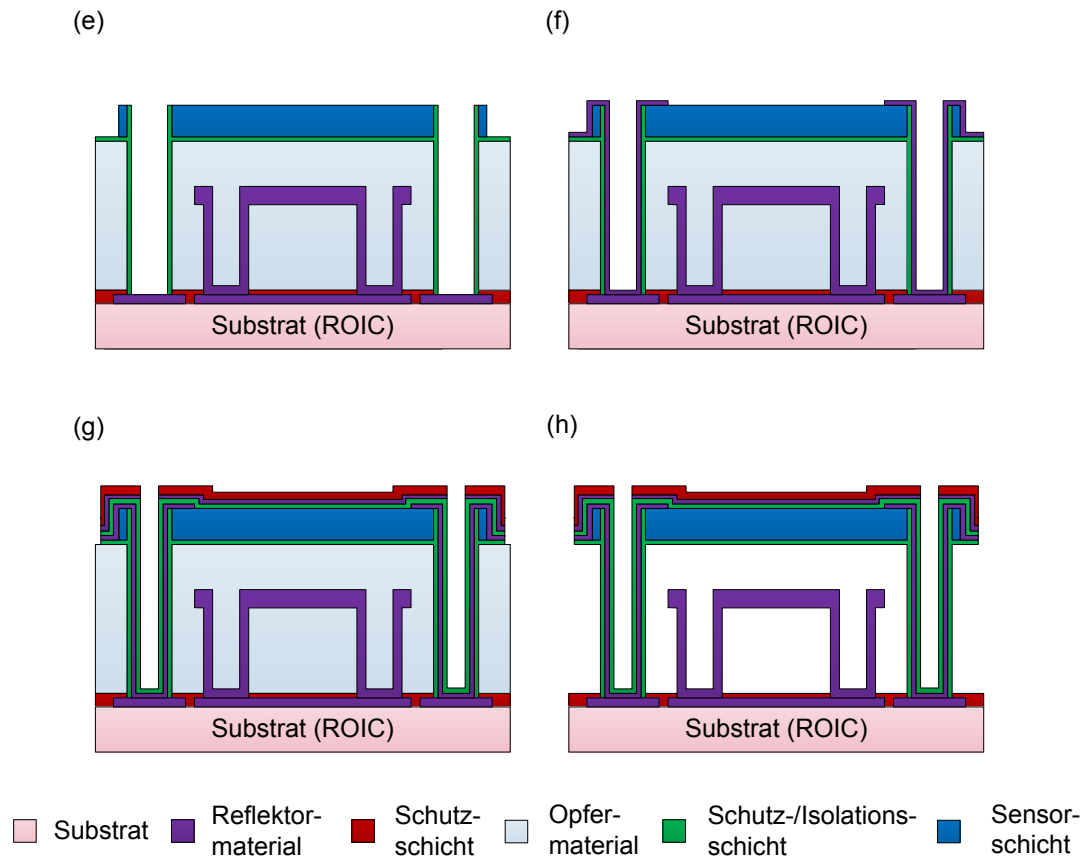 (e)
(f)
Substrat (ROIC)
Substrat (ROIC)
(g)
(h)
Substrat (ROIC)
Substrat (ROIC)
Substrat
Reflektor-
material
Schutz-
schicht
Opfer-
material
Schutz-/Isolations-
schicht
Sensor-
schicht